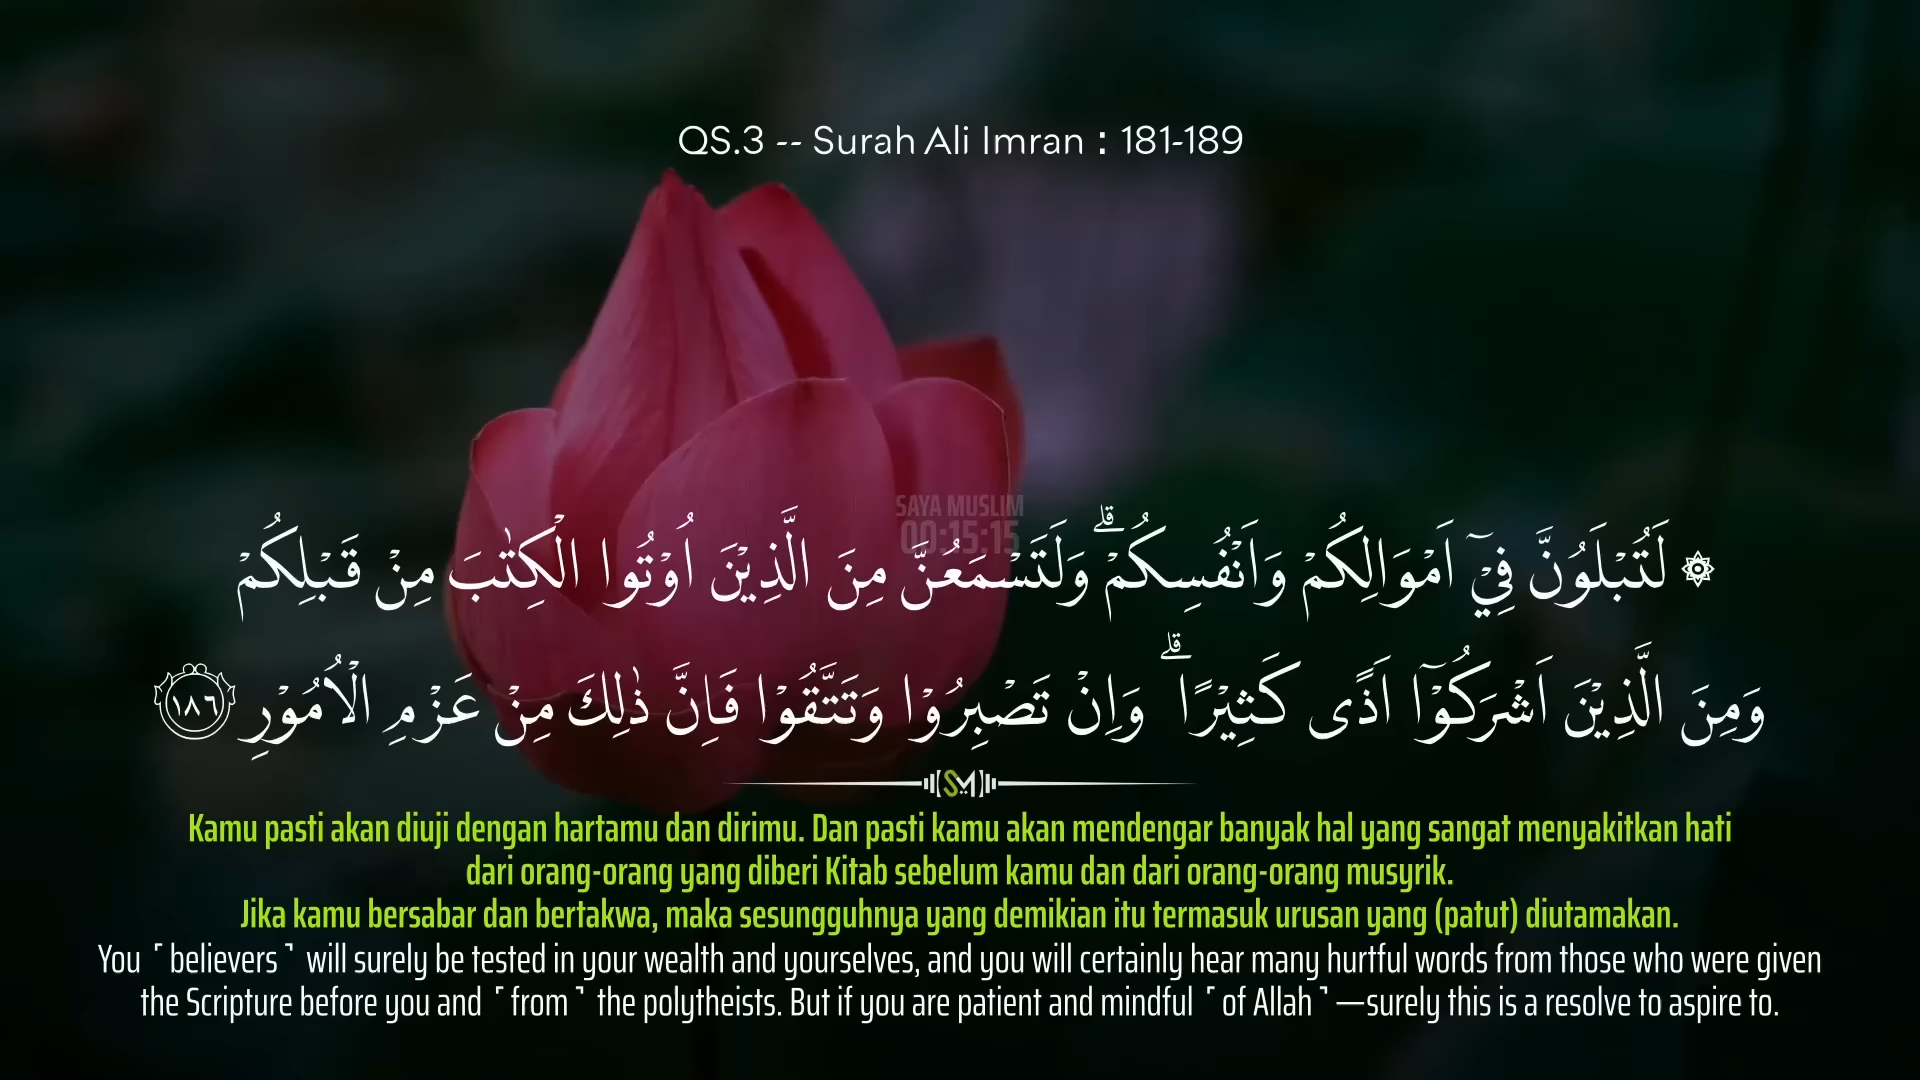 QS.3 -- Surah Ali Imran : 181-189
SAYA MUSLIM
00:15:15
۞ لَتُبْلَوُنَّ فِيْٓ اَمْوَالِكُمْ وَاَنْفُسِكُمْۗ وَلَتَسْمَعُنَّ مِنَ الَّذِيْنَ اُوْتُوا الْكِتٰبَ مِنْ قَبْلِكُمْ
وَمِنَ الَّذِيْنَ اَشْرَكُوْٓا اَذًى كَثِيْرًاۗ وَاِنْ تَصْبِرُوْا وَتَتَّقُوْا فَاِنَّ ذٰلِكَ مِنْ عَزْمِ الْاُمُوْرِ ١٨٦
SM
Kamu pasti akan diuji dengan hartamu dan dirimu. Dan pasti kamu akan mendengar banyak hal yang sangat menyakitkan hati
dari orang-orang yang diberi Kitab sebelum kamu dan dari orang-orang musyrik.
Jika kamu bersabar dan bertakwa, maka sesungguhnya yang demikian itu termasuk urusan yang (patut) diutamakan.
You ˹believers˺ will surely be tested in your wealth and yourselves, and you will certainly hear many hurtful words from those who were given
the Scripture before you and ˹from˺ the polytheists. But if you are patient and mindful ˹of Allah˺—surely this is a resolve to aspire to.